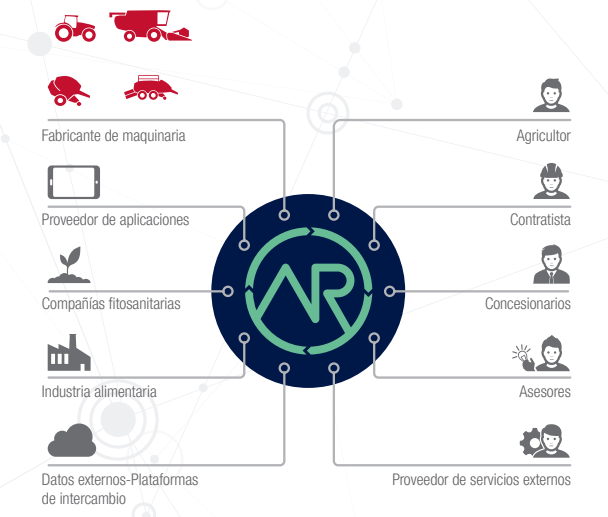 Fabricante de maquinaria
Agricultor
Proveedor de aplicaciones
Contratista
Compañías fitosanitarias
Concesionarios
Industria alimentaria
Asesores
Datos externos-Plataformas
de intercambio
Proveedor de servicios externos
AR